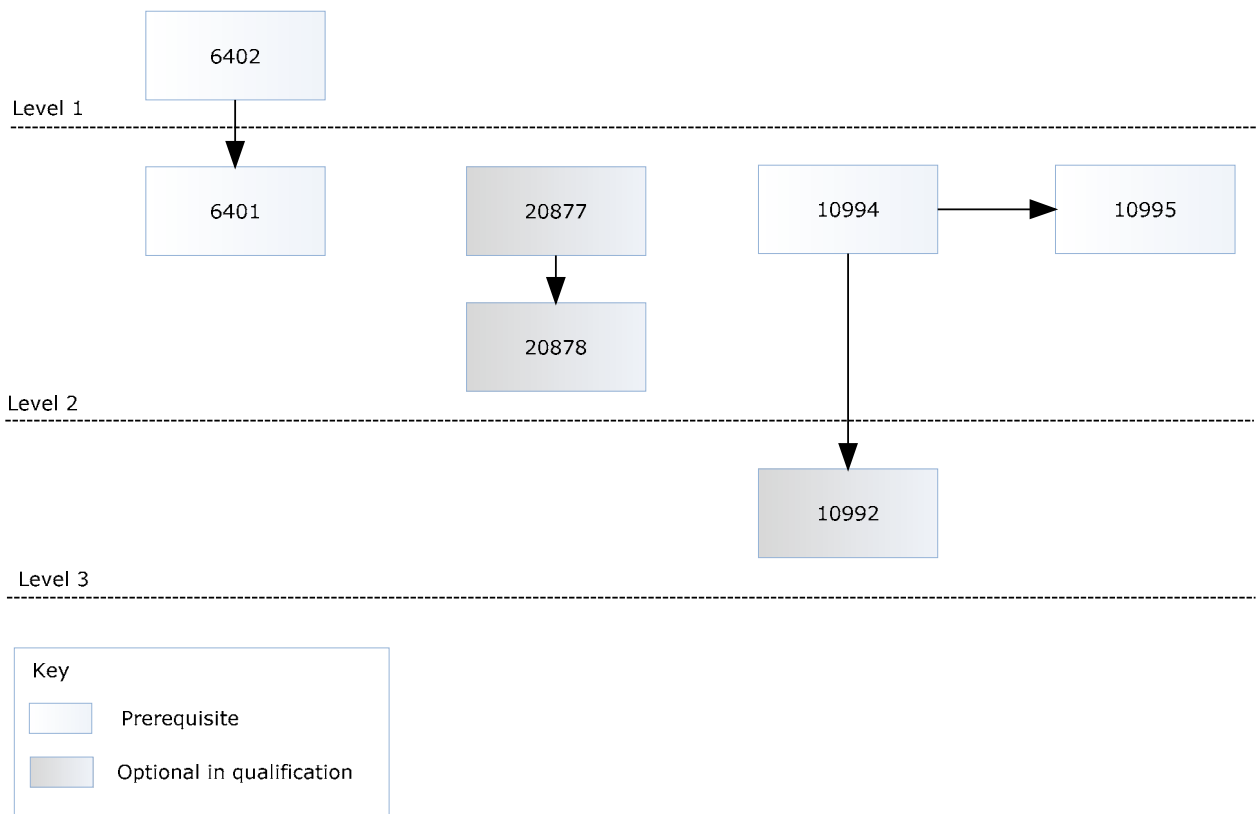 6402
Level 1
6401
20877
10994
10995
20878
Level 2
10992
Level 3
Key
Prerequisite
Optional in qualification